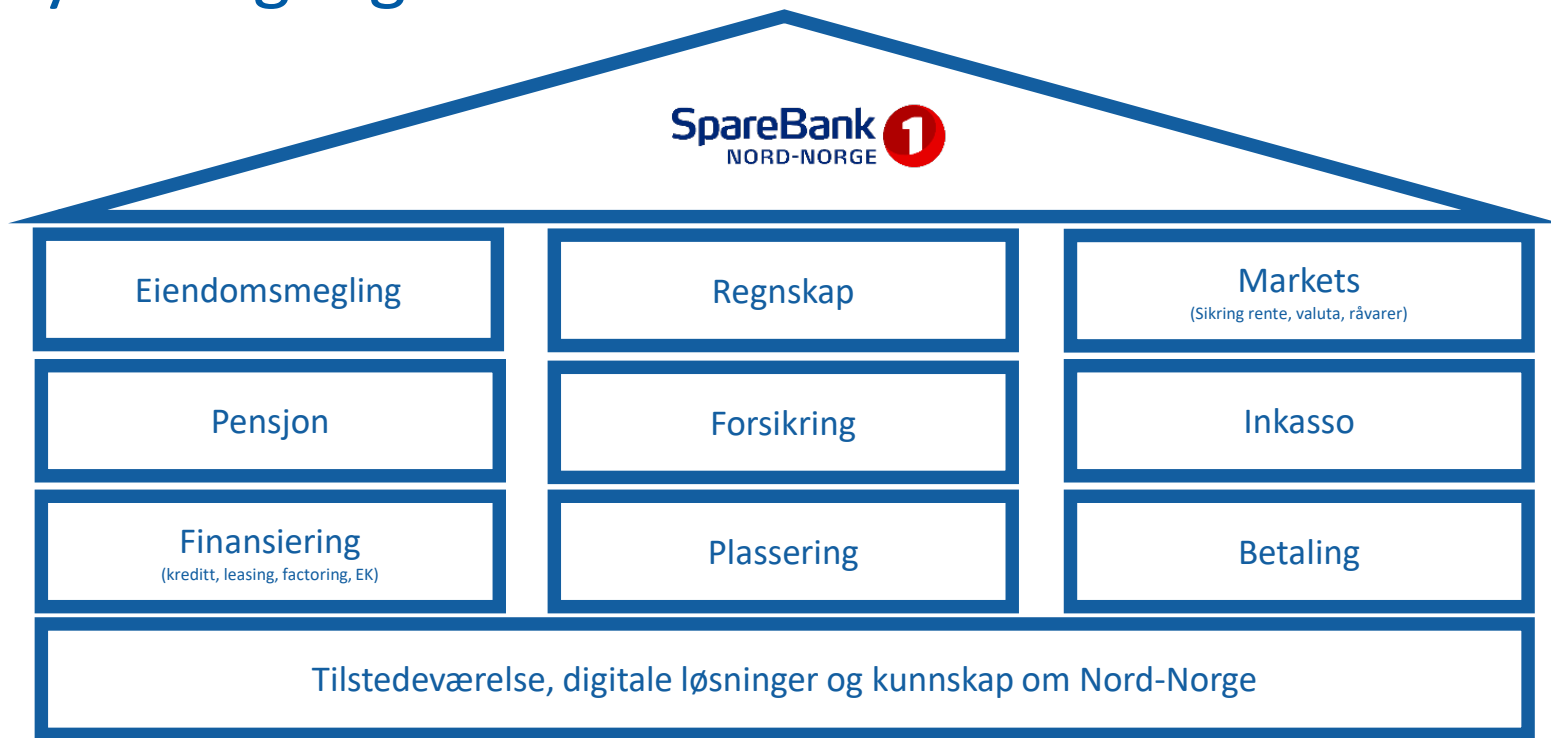 SpareBank 1
NORD-NORGE
Eiendomsmegling
Regnskap
Markets
(Sikring rente, valuta, råvarer)
Pensjon
Forsikring
Inkasso
Finansiering
(kreditt, leasing, factoring, EK)
Plassering
Betaling
Tilstedeværelse, digitale løsninger og kunnskap om Nord-Norge